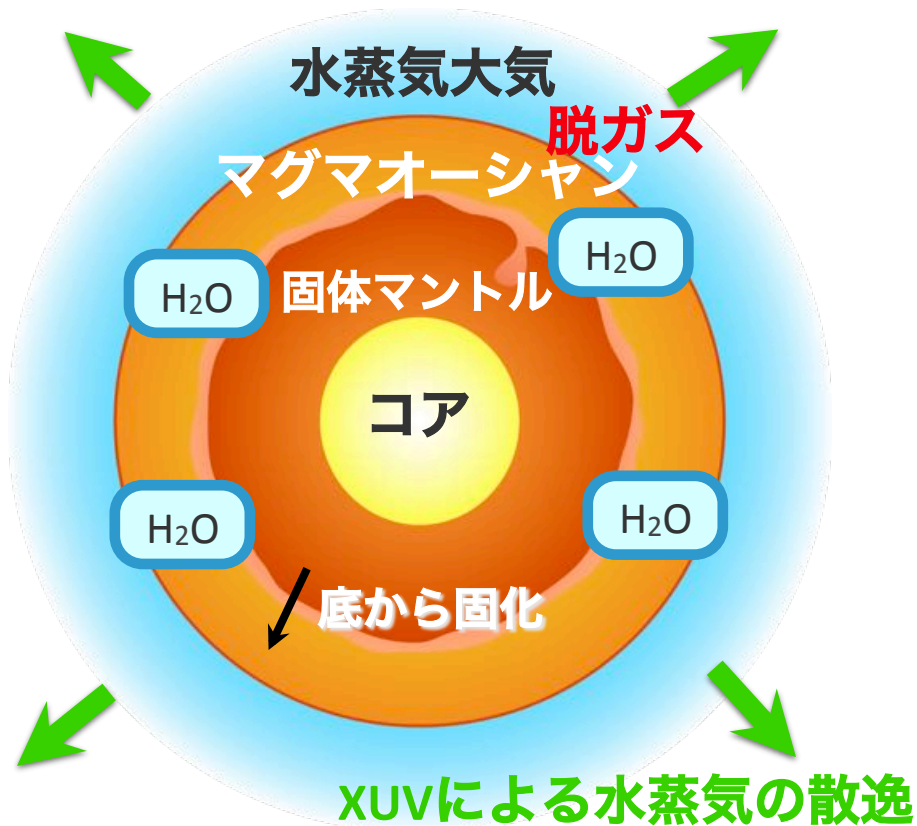 水蒸気大気
脱ガス
マグマオーシャン
H₂O
H₂O
固体マントル
コア
H₂O
H₂O
底から固化
XUVによる水蒸気の散逸